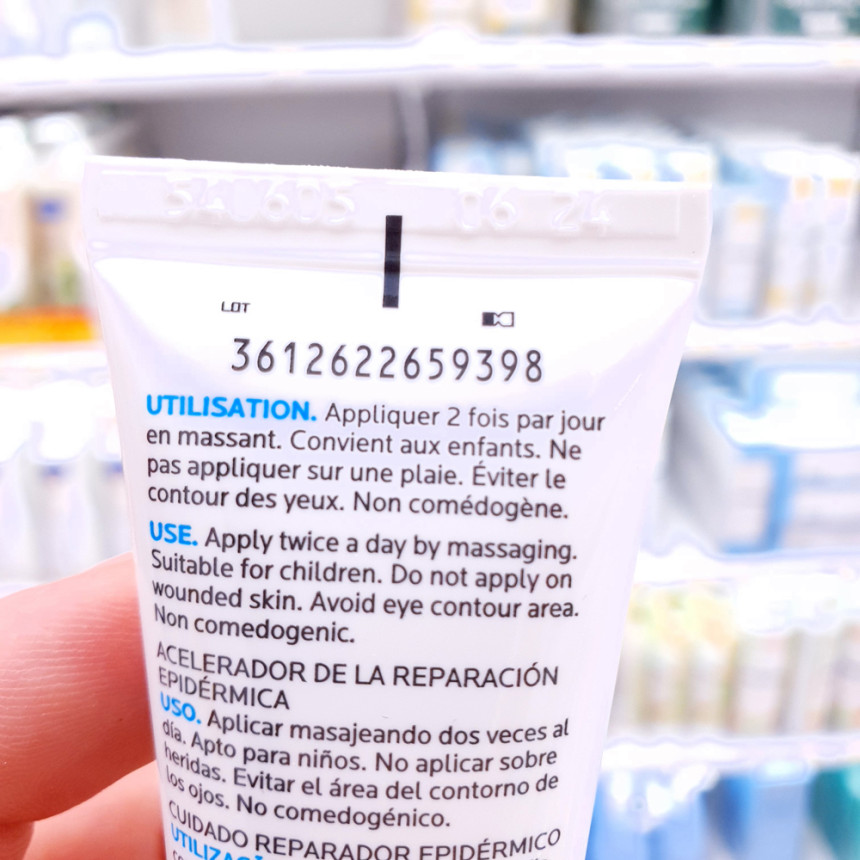 540605 06 24
LOT
3612622659398
UTILISATION. Appliquer 2 fois par jour
en massant. Convient aux enfants. Ne
pas appliquer sur une plaie. Éviter le
contour des yeux. Non comédogène.
USE. Apply twice a day by massaging.
Suitable for children. Do not apply on
wounded skin. Avoid eye contour area.
Non comedogenic.
ACELERADOR DE LA REPARACIÓN
EPIDÉRMICA
USO. Aplicar masajeando dos veces al
día. Apto para niños. No aplicar sobre
heridas. Evitar el área del contorno de
los ojos. No comedogénico.
CUIDADO REPARADOR EPIDÉRMICO